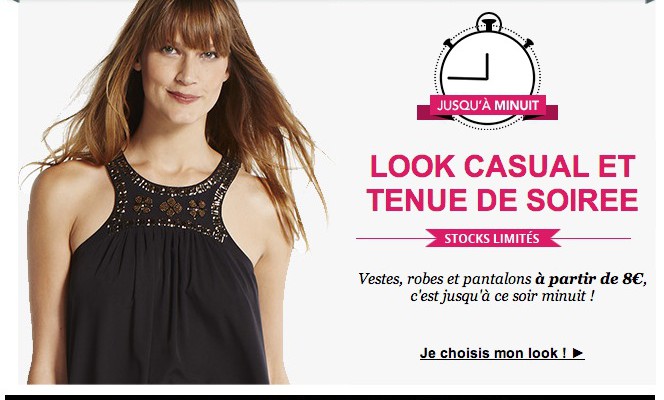 JUSQU'À MINUIT
LOOK CASUAL ET
TENUE DE SOIREE
STOCKS LIMITÉS
Vestes, robes et pantalons à partir de 8€,
c'est jusqu'à ce soir minuit !
Je choisis mon look ! ►